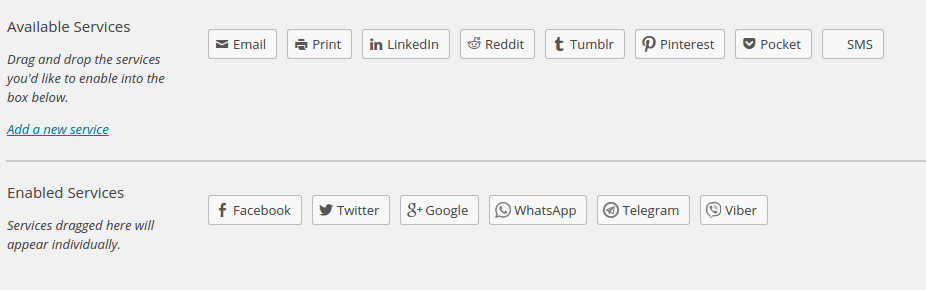 Available Services
Drag and drop the services
you'd like to enable into the
box below.
Add a new service
Email Print LinkedIn Reddit Tumblr Pinterest Pocket SMS
Enabled Services
Services dragged here will
appear individually.
Facebook Twitter Google WhatsApp Telegram Viber